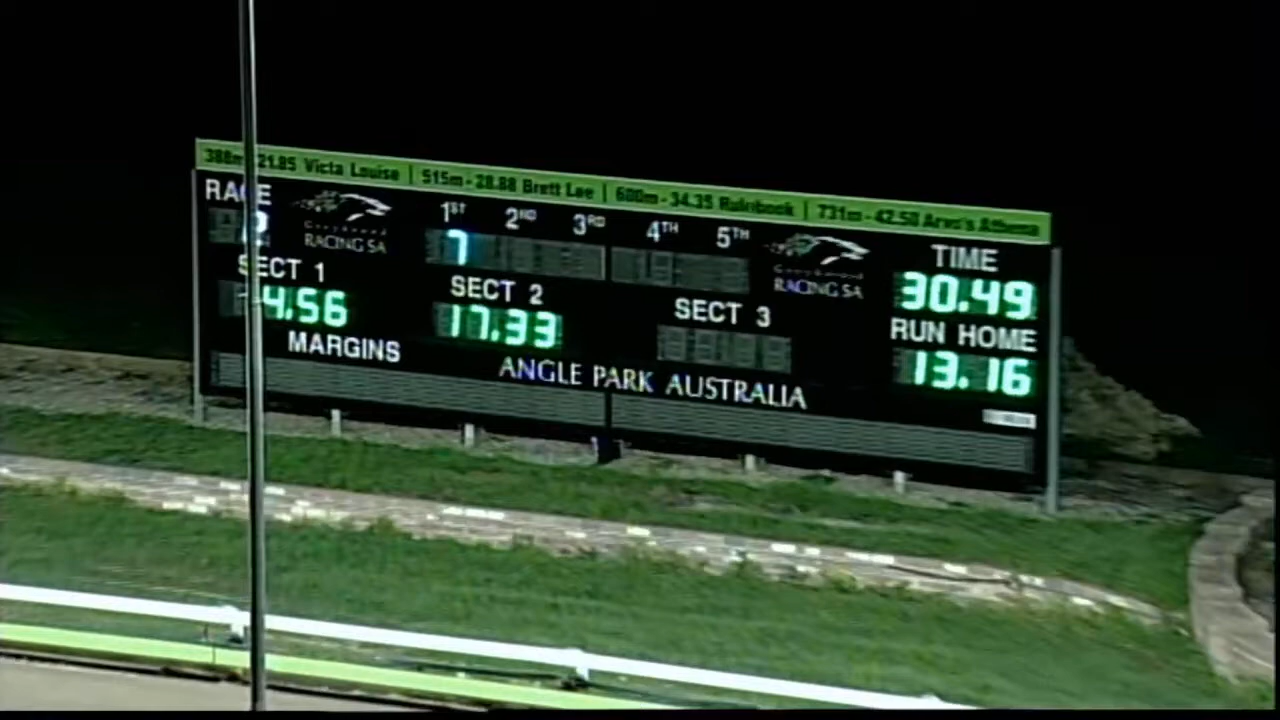 21.85 Victa Louise | 515m - 28.88 Brett Lee | 600m - 34.35 Rulebook | 731m - 42.50 Arvo's Athena
RACE
1ST 2ND 3RD 4TH 5TH
7
RACING SA
RACING SA
TIME
30.49
SECT 1
4.56
SECT 2
17.33
SECT 3
RUN HOME
13.16
MARGINS
ANGLE PARK AUSTRALIA